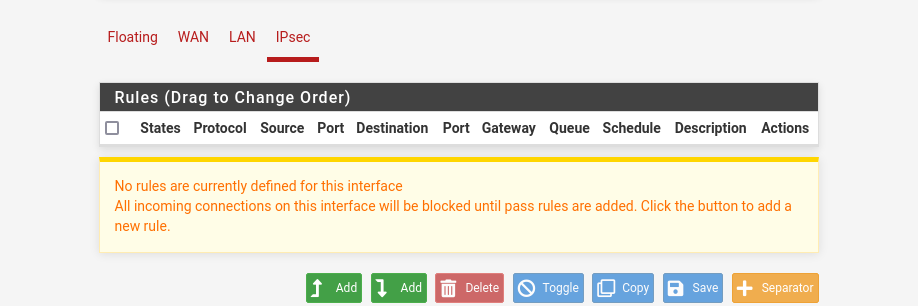 Floating WAN LAN IPsec
Rules (Drag to Change Order)
States Protocol Source Port Destination Port Gateway Queue Schedule Description Actions
No rules are currently defined for this interface
All incoming connections on this interface will be blocked until pass rules are added. Click the button to add a
new rule.
Add Add Delete Toggle Copy Save Separator